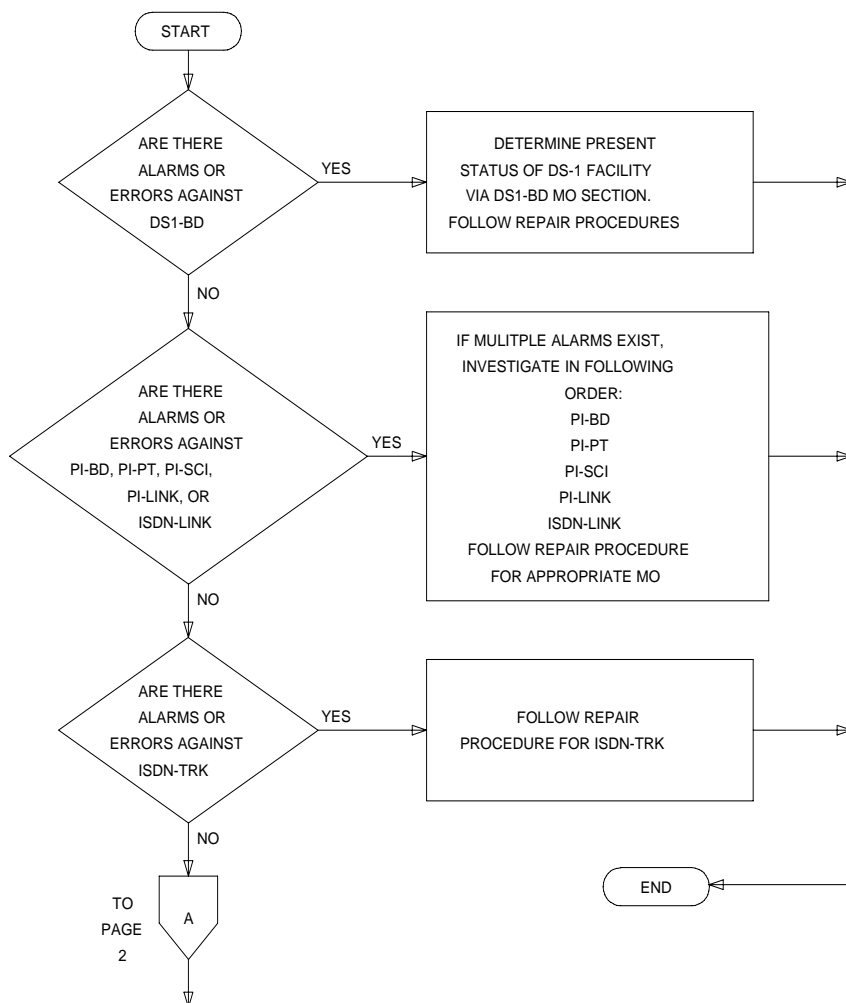 START
ARE THERE
ALARMS OR
ERRORS AGAINST
DS1-BD
YES
DETERMINE PRESENT
STATUS OF DS-1 FACILITY
VIA DS1-BD MO SECTION.
FOLLOW REPAIR PROCEDURES
NO
ARE THERE
ALARMS OR
ERRORS AGAINST
PI-BD, PI-PT, PI-SCI,
PI-LINK, OR
ISDN-LINK
YES
IF MULITPLE ALARMS EXIST,
INVESTIGATE IN FOLLOWING
ORDER:
PI-BD
PI-PT
PI-SCI
PI-LINK
ISDN-LINK
FOLLOW REPAIR PROCEDURE
FOR APPROPRIATE MO
NO
ARE THERE
ALARMS OR
ERRORS AGAINST
ISDN-TRK
YES
FOLLOW REPAIR
PROCEDURE FOR ISDN-TRK
NO
TO
PAGE
2
A
END